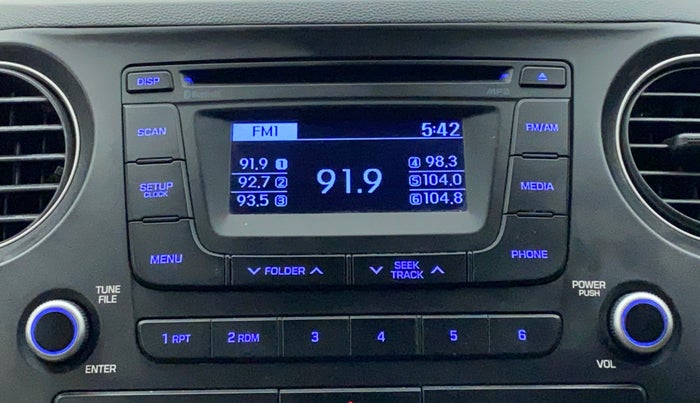 DISP
Bluetooth
MP3
SCAN
FM1 5:42
FM/AM
91.9 1
92.7 2
93.5 3
91.9
4 98.3
5 104.0
6 104.8
SETUP
CLOCK
MEDIA
MENU
FOLDER
SEEK
TRACK
PHONE
TUNE
FILE
POWER
PUSH
1 RPT
2 RDM
3
4
5
6
ENTER
VOL